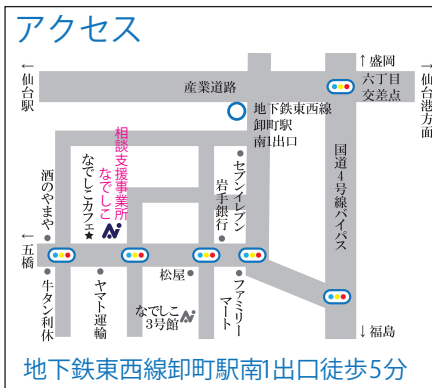 アクセス
↑盛岡
←仙台駅
産業道路
六丁目
交差点
→仙台港方面
地下鉄東西線
卸町駅
南1出口
国道4号線バイパス
相談支援事業所
なでしこ
なでしこカフェ★
酒のやまや
セブンイレブン
岩手銀行
←五橋
牛タン利休
ヤマト運輸
松屋
なでしこ
3号館
ファミリー
マート
↓福島
地下鉄東西線卸町駅南1出口徒歩5分